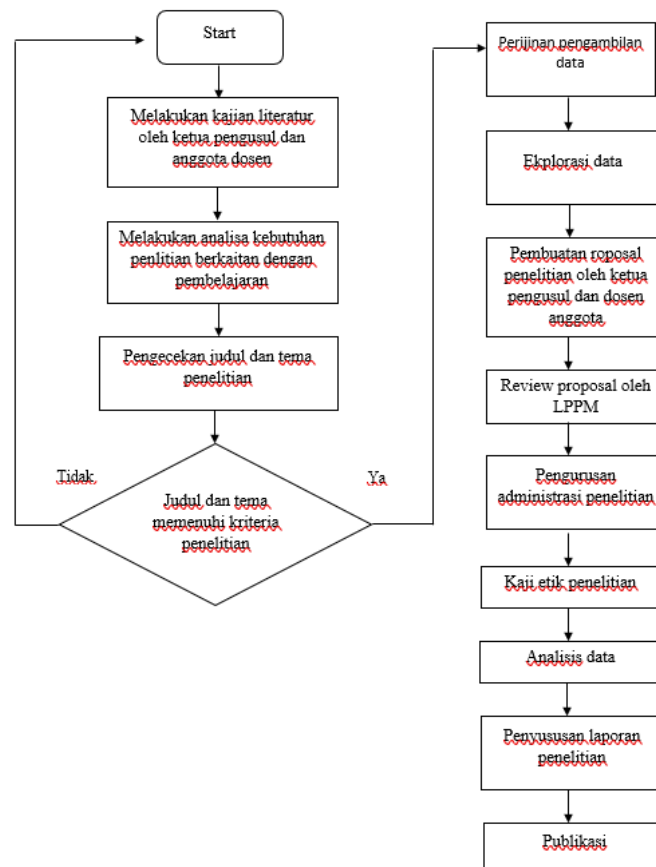 Start
Melakukan kajian literatur
oleh ketua pengusul dan
anggota dosen
Melakukan analisa kebutuhan
penlitian berkaitan dengan
pembelajaran
Pengecekan judul dan tema
penelitian
Tidak
Ya
Judul dan tema
memenuhi kriteria
penelitian
Perijinan pengambilan
data
Ekplorasi data
Pembuatan roposal
penelitian oleh ketua
pengusul dan dosen
anggota
Review proposal oleh
LPPM
Pengurusan
administrasi penelitian
Kaji etik penelitian
Analisis data
Penyususan laporan
penelitian
Publikasi